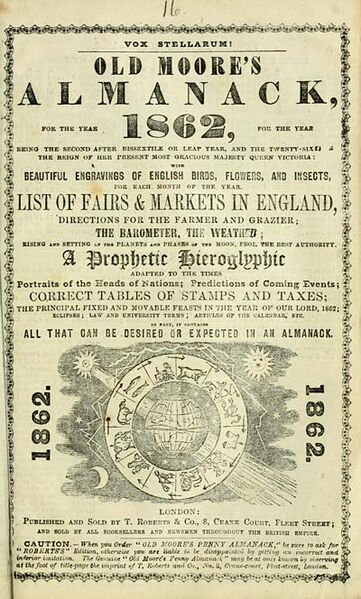 16.
VOX STELLARUM!
OLD MOORE'S
ALMANACK,
FOR THE YEAR 1862, FOR THE YEAR
BEING THE SECOND AFTER BISSEXTILE OR LEAP YEAR, AND THE TWENTY-SIXTH
THE REIGN OF HER PRESENT MOST GRACIOUS MAJESTY QUEEN VICTORIA:
WITH
BEAUTIFUL ENGRAVINGS OF ENGLISH BIRDS, FLOWERS, AND INSECTS,
FOR EACH MONTH OF THE YEAR.
LIST OF FAIRS & MARKETS IN ENGLAND,
DIRECTIONS FOR THE FARMER AND GRAZIER;
THE BAROMETER, THE WEATHER;
RISING AND SETTING OF THE PLANETS AND PHASES OF THE MOON, FROM THE BEST AUTHORITY.
A Prophetic Hieroglyphic
ADAPTED TO THE TIMES
Portraits of the Heads of Nations; Predictions of Coming Events;
CORRECT TABLES OF STAMPS AND TAXES;
THE PRINCIPAL FIXED AND MOVABLE FEASTS IN THE YEAR OF OUR LORD, 1862;
ECLIPSES; LAW AND UNIVERSITY TERMS; ARTICLES OF THE CALENDAR, ETC.
IN FACT, IT CONTAINS
ALL THAT CAN BE DESIRED OR EXPECTED IN AN ALMANACK.
1862.
1862.
LONDON:
PUBLISHED AND SOLD BY T. ROBERTS & CO., 8, CRANE COURT, FLEET STREET;
AND SOLD BY ALL BOOKSELLERS AND NEWSMEN THROUGHOUT THE BRITISH EMPIRE.
CAUTION.—When you Order "OLD MOORE'S PENNY ALMANACK," be sure to ask for
"ROBERTS'S" Edition, otherwise you are liable to be disappointed by getting an incorrect and
inferior imitation. The Genuine "Old Moore's Penny Almanack" may be at once known by observing
at the foot of title-page the imprint of T. Roberts and Co., No. 8, Crane-court, Fleet-street, London.